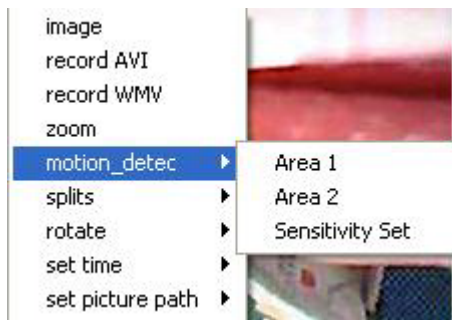 image
record AVI
record WMV
zoom
motion_detec
Area 1
Area 2
Sensitivity Set
splits
rotate
set time
set picture path